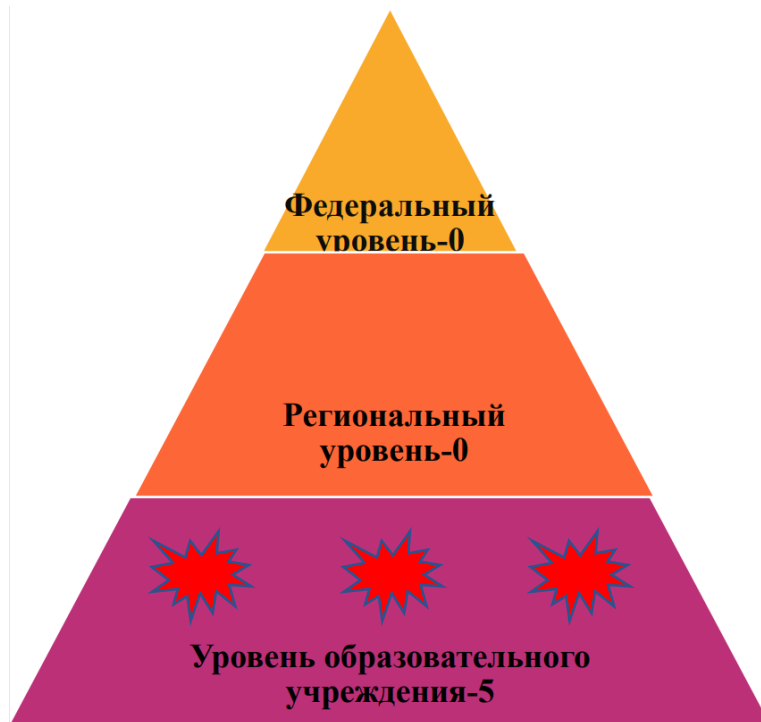 Федеральный
уровень-0
Региональный
уровень-0
Уровень образовательного
учреждения-5